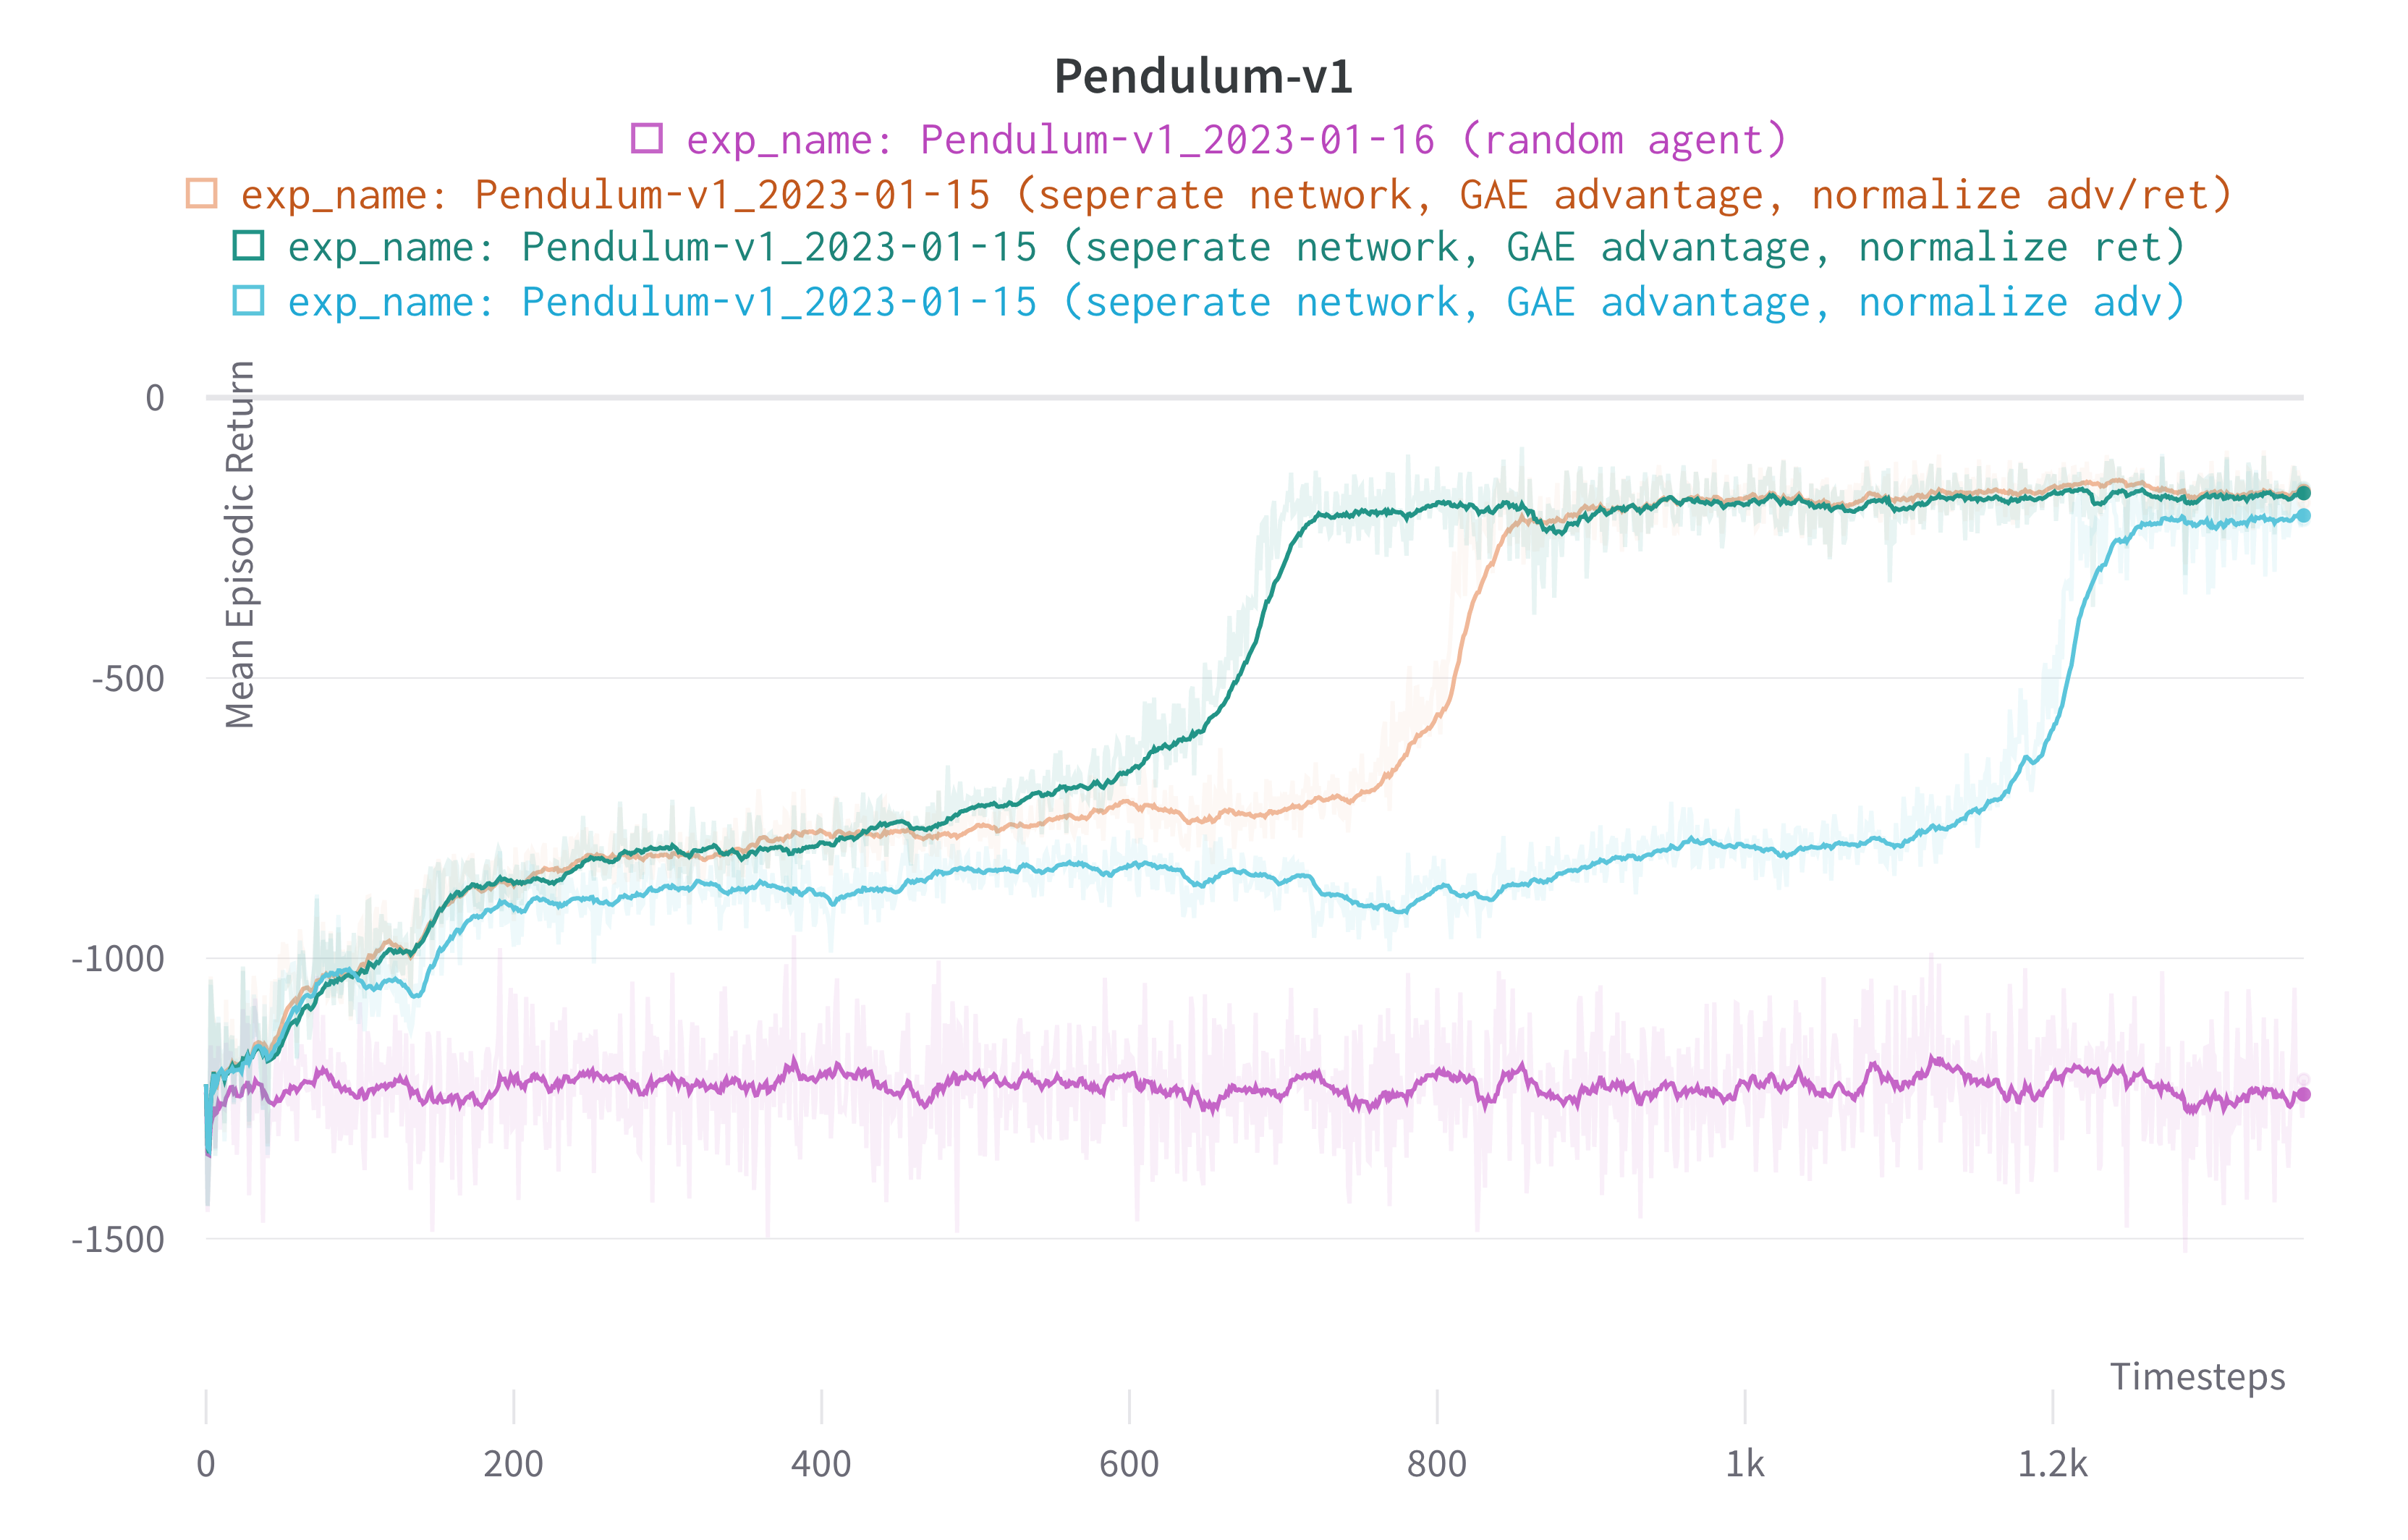 Pendulum-v1
exp_name: Pendulum-v1_2023-01-16 (random agent)
exp_name: Pendulum-v1_2023-01-15 (seperate network, GAE advantage, normalize adv/ret)
exp_name: Pendulum-v1_2023-01-15 (seperate network, GAE advantage, normalize ret)
exp_name: Pendulum-v1_2023-01-15 (seperate network, GAE advantage, normalize adv)
Mean Episodic Return
0
-500
-1000
-1500
Timesteps
0 200 400 600 800 1k 1.2k